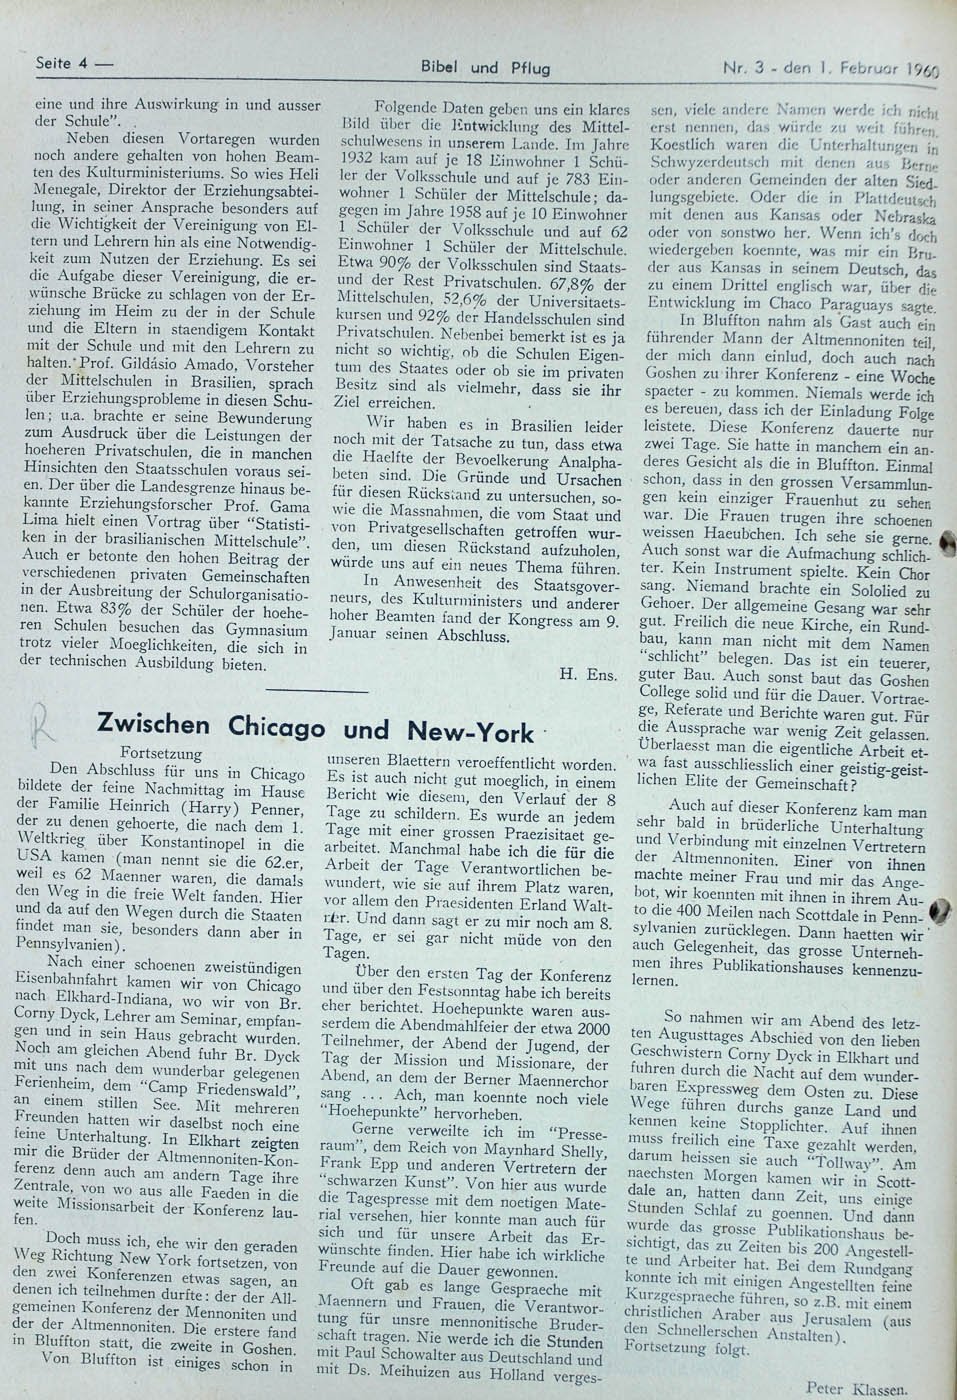 Seite 4 —
Bibel und Pflug
Nr. 3 - den 1. Februar 1960
eine und ihre Auswirkung in und ausser
der Schule".
Neben diesen Vortaregen wurden
noch andere gehalten von hohen Beam-
ten des Kulturministeriums. So wies Heli
Menegale, Direktor der Erziehungsabtei-
lung, in seiner Ansprache besonders auf
die Wichtigkeit der Vereinigung von El-
tern und Lehrern hin als eine Notwendig-
keit zum Nutzen der Erziehung. Es sei
die Aufgabe dieser Vereinigung, die er-
wünsche Brücke zu schlagen von der Er-
ziehung im Heim zu der in der Schule
und die Eltern in staendigem Kontakt
mit der Schule und mit den Lehrern zu
halten. Prof. Gildásio Amado, Vorsteher
der Mittelschulen in Brasilien, sprach
über Erziehungsprobleme in diesen Schu-
len; u.a. brachte er seine Bewunderung
zum Ausdruck über die Leistungen der
hoeheren Privatschulen, die in manchen
Hinsichten den Staatsschulen voraus sei-
en. Der über die Landesgrenze hinaus be-
kannte Erziehungsforscher Prof. Gama
Lima hielt einen Vortrag über "Statisti-
ken in der brasilianischen Mittelschule".
Auch er betonte den hohen Beitrag der
verschiedenen privaten Gemeinschaften
in der Ausbreitung der Schulorganisatio-
nen. Etwa 83% der Schüler der hoehe-
ren Schulen besuchen das Gymnasium
trotz vieler Moeglichkeiten, die sich in
der technischen Ausbildung bieten.
Folgende Daten geben uns ein klares
Bild über die Entwicklung des Mittel-
schulwesens in unserem Lande. Im Jahre
1932 kam auf je 18 Einwohner 1 Schü-
ler der Volksschule und auf je 783 Ein-
wohner 1 Schüler der Mittelschule; da-
gegen im Jahre 1958 auf je 10 Einwohner
1 Schüler der Volksschule und auf 62
Einwohner 1 Schüler der Mittelschule.
Etwa 90% der Volksschulen sind Staats-
und der Rest Privatschulen. 67,8% der
Mittelschulen, 52,6% der Universitaets-
kursen und 92% der Handelsschulen sind
Privatschulen. Nebenbei bemerkt ist es ja
nicht so wichtig, ob die Schulen Eigen-
tum des Staates oder ob sie im privaten
Besitz sind als vielmehr, dass sie ihr
Ziel erreichen.
Wir haben es in Brasilien leider
noch mit der Tatsache zu tun, dass etwa
die Haelfte der Bevoelkerung Analpha-
beten sind. Die Gründe und Ursachen
für diesen Rückstand zu untersuchen, so-
wie die Massnahmen, die vom Staat und
von Privatgesellschaften getroffen wur-
den, um diesen Rückstand aufzuholen,
würde uns auf ein neues Thema führen.
In Anwesenheit des Staatsgover-
neurs, des Kulturministers und anderer
hoher Beamten fand der Kongress am 9.
Januar seinen Abschluss.
H. Ens.
R
Zwischen Chicago und New-York
Fortsetzung
Den Abschluss für uns in Chicago
bildete der feine Nachmittag im Hause
der Familie Heinrich (Harry) Penner,
der zu denen gehoerte, die nach dem 1.
Weltkrieg über Konstantinopel in die
USA kamen (man nennt sie die 62.er,
weil es 62 Maenner waren, die damals
den Weg in die freie Welt fanden. Hier
und da auf den Wegen durch die Staaten
findet man sie, besonders dann aber in
Pennsylvanien).
Nach einer schoenen zweistündigen
Eisenbahnfahrt kamen wir von Chicago
nach Elkhard-Indiana, wo wir von Br.
Corny Dyck, Lehrer am Seminar, empfan-
gen und in sein Haus gebracht wurden.
Noch am gleichen Abend fuhr Br. Dyck
mit uns nach dem wunderbar gelegenen
Ferienheim, dem "Camp Friedenswald",
an einem stillen See. Mit mehreren
Freunden hatten wir daselbst noch eine
feine Unterhaltung. In Elkhart zeigten
mir die Brüder der Altmennoniten-Kon-
ferenz denn auch am andern Tage ihre
Zentrale, von wo aus alle Faeden in die
weite Missionsarbeit der Konferenz lau-
fen.
Doch muss ich, ehe wir den geraden
Weg Richtung New York fortsetzen, von
den zwei Konferenzen etwas sagen, an
denen ich teilnehmen durfte: der der All-
gemeinen Konferenz der Mennoniten und
der der Altmennoniten. Die erstere fand
in Bluffton statt, die zweite in Goshen.
Von Bluffton ist einiges schon in
unseren Blaettern veroeffentlicht worden.
Es ist auch nicht gut moeglich, in einem
Bericht wie diesem, den Verlauf der 8
Tage zu schildern. Es wurde an jedem
Tage mit einer grossen Praezisitaet ge-
arbeitet. Manchmal habe ich die für die
Arbeit der Tage Verantwortlichen be-
wundert, wie sie auf ihrem Platz waren,
vor allem den Praesidenten Erland Walt-
ner. Und dann sagt er zu mir noch am 8.
Tage, er sei gar nicht müde von den
Tagen.
Über den ersten Tag der Konferenz
und über den Festsonntag habe ich bereits
eher berichtet. Hoehepunkte waren aus-
serdem die Abendmahlfeier der etwa 2000
Teilnehmer, der Abend der Jugend, der
Tag der Mission und Missionare, der
Abend, an dem der Berner Maennerchor
sang ... Ach, man koennte noch viele
"Hoehepunkte" hervorheben.
Gerne verweilte ich im "Presse-
raum", dem Reich von Maynhard Shelly,
Frank Epp und anderen Vertretern der
"schwarzen Kunst". Von hier aus wurde
die Tagespresse mit dem noetigen Mate-
rial versehen, hier konnte man auch für
sich und für unsere Arbeit das Er-
wünschte finden. Hier habe ich wirkliche
Freunde auf die Dauer gewonnen.
Oft gab es lange Gespraeche mit
Maennern und Frauen, die Verantwor-
tung für unsre mennonitische Bruder-
schaft tragen. Nie werde ich die Stunden
mit Paul Schowalter aus Deutschland und
mit Ds. Meihuizen aus Holland verges-
sen, viele andere Namen werde ich nicht
erst nennen, das würde zu weit führen.
Koestlich waren die Unterhaltungen in
Schwyzerdeutsch mit denen aus Berne
oder anderen Gemeinden der alten Sied-
lungsgebiete. Oder die in Plattdeutsch
mit denen aus Kansas oder Nebraska
oder von sonstwo her. Wenn ich's doch
wiedergeben koennte, was mir ein Bru-
der aus Kansas in seinem Deutsch, das
zu einem Drittel englisch war, über die
Entwicklung im Chaco Paraguays sagte.
In Bluffton nahm als Gast auch ein
führender Mann der Altmennoniten teil,
der mich dann einlud, doch auch nach
Goshen zu ihrer Konferenz - eine Woche
spaeter - zu kommen. Niemals werde ich
es bereuen, dass ich der Einladung Folge
leistete. Diese Konferenz dauerte nur
zwei Tage. Sie hatte in manchem ein an-
deres Gesicht als die in Bluffton. Einmal
schon, dass in den grossen Versammlun-
gen kein einziger Frauenhut zu sehen
war. Die Frauen trugen ihre schoenen
weissen Haeubchen. Ich sehe sie gerne.
Auch sonst war die Aufmachung schlich-
ter. Kein Instrument spielte. Kein Chor
sang. Niemand brachte ein Sololied zu
Gehoer. Der allgemeine Gesang war sehr
gut. Freilich die neue Kirche, ein Rund-
bau, kann man nicht mit dem Namen
"schlicht" belegen. Das ist ein teuerer,
guter Bau. Auch sonst baut das Goshen
College solid und für die Dauer. Vortrae-
ge, Referate und Berichte waren gut. Für
die Aussprache war wenig Zeit gelassen.
Überlaesst man die eigentliche Arbeit et-
wa fast ausschliesslich einer geistig-geist-
lichen Elite der Gemeinschaft?
Auch auf dieser Konferenz kam man
sehr bald in brüderliche Unterhaltung
und Verbindung mit einzelnen Vertretern
der Altmennoniten. Einer von ihnen
machte meiner Frau und mir das Ange-
bot, wir koennten mit ihnen in ihrem Au-
to die 400 Meilen nach Scottdale in Penn-
sylvanien zurücklegen. Dann haetten wir
auch Gelegenheit, das grosse Unterneh-
men ihres Publikationshauses kennenzu-
lernen.
So nahmen wir am Abend des letz-
ten Augusttages Abschied von den lieben
Geschwistern Corny Dyck in Elkhart und
fuhren durch die Nacht auf dem wunder-
baren Expressweg dem Osten zu. Diese
Wege führen durchs ganze Land und
kennen keine Stopplichter. Auf ihnen
muss freilich eine Taxe gezahlt werden,
darum heissen sie auch "Tollway". Am
naechsten Morgen kamen wir in Scott-
dale an, hatten dann Zeit, uns einige
Stunden Schlaf zu goennen. Und dann
wurde das grosse Publikationshaus be-
sichtigt, das zu Zeiten bis 200 Angestell-
te und Arbeiter hat. Bei dem Rundgang
konnte ich mit einigen Angestellten feine
Kurzgespraeche führen, so z.B. mit einem
christlichen Araber aus Jerusalem (aus
den Schnellerschen Anstalten).
Fortsetzung folgt.
Peter Klassen.